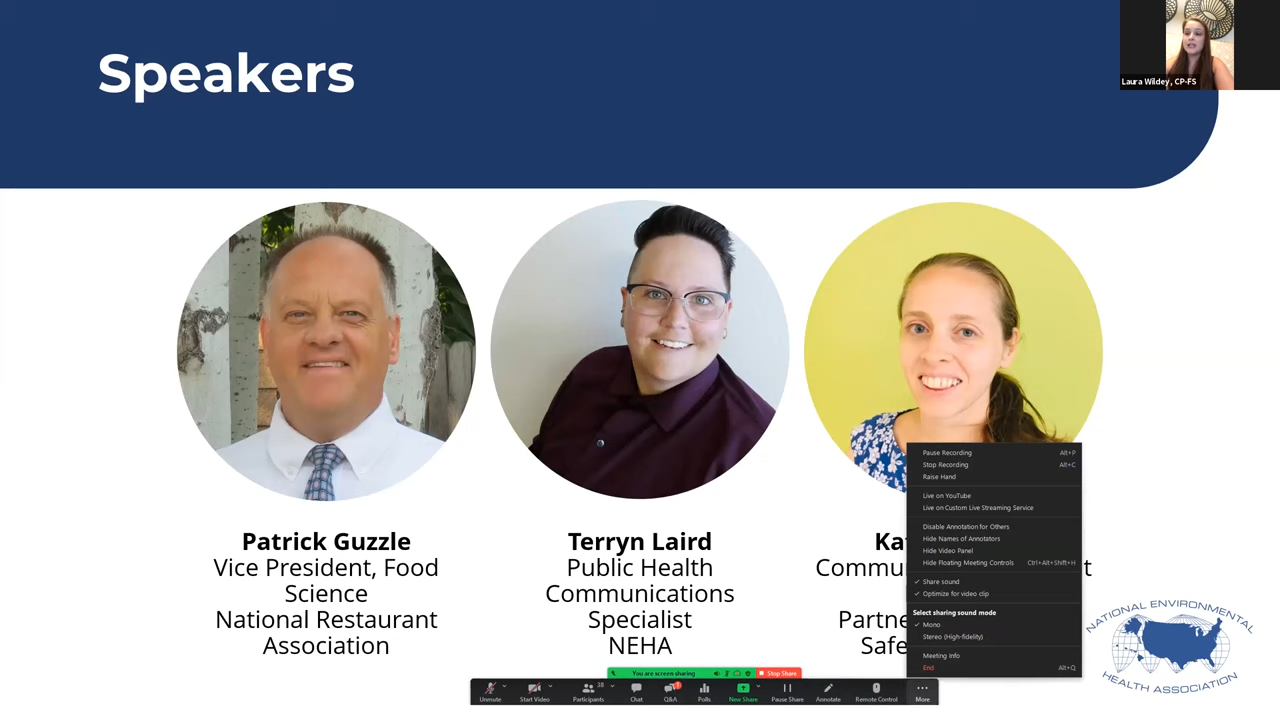 Speakers
Laura Wildey, CP-FS
Patrick Guzzle
Vice President, Food
Science
National Restaurant
Association
Terryn Laird
Public Health
Communications
Specialist
NEHA
Pause Recording Alt+P
Stop Recording Alt+C
Raise Hand
Live on YouTube
Live on Custom Live Streaming Service
Disable Annotation for Others
Hide Names of Annotators
Hide Video Panel
Hide Floating Meeting Controls Ctrl+Alt+Shift+H
Share sound
Optimize for video clip
Select sharing sound mode
Mono
Stereo (High-fidelity)
Meeting Info
End Alt+Q
NATIONAL ENVIRONMENTAL
HEALTH ASSOCIATION
You are screen sharing Stop Share
Unmute Start Video Participants 38 Chat Q&A Polls New Share Pause Share Annotate Remote Control More